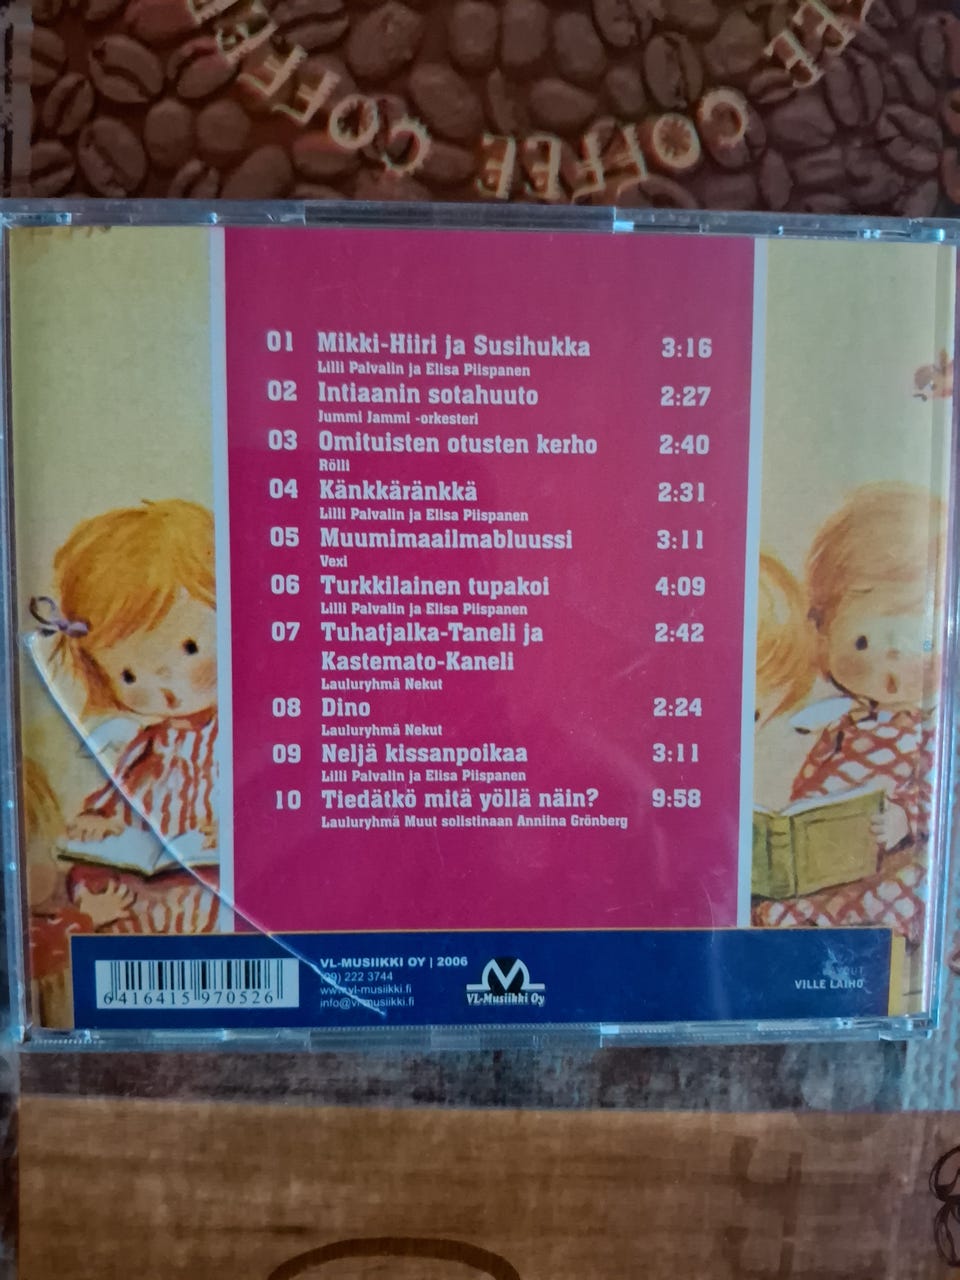 COFFEE COFFEE COFFEE
01 Mikki-Hiiri ja Susihukka 3:16
Lilli Palvalin ja Elisa Piispanen
02 Intiaanin sotahuuto 2:27
Jummi Jammi -orkesteri
03 Omituisten otusten kerho 2:40
Rölli
04 Känkkäränkkä 2:31
Lilli Palvalin ja Elisa Piispanen
05 Muumimaailmabluussi 3:11
Vexi
06 Turkkilainen tupakoi 4:09
Lilli Palvalin ja Elisa Piispanen
07 Tuhatjalka-Taneli ja 2:42
Kastemato-Kaneli
Lauluryhmä Nekut
08 Dino 2:24
Lauluryhmä Nekut
09 Neljä kissanpoikaa 3:11
Lilli Palvalin ja Elisa Piispanen
10 Tiedätkö mitä yöllä näin? 9:58
Lauluryhmä Muut solistinaan Anniina Grönberg
VL-MUSIIKKI OY | 2006
(09) 222 3744
www.vl-musiikki.fi
info@vl-musiikki.fi
6 416415 970526
VL-Musiikki Oy
LAYOUT
VILLE LAIHO